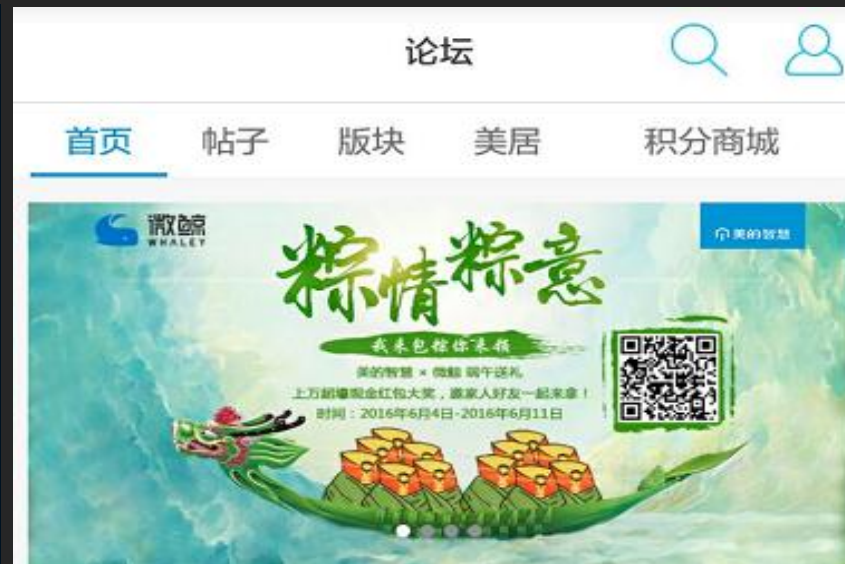 论坛
首页 帖子 版块 美居 积分商城
微鲸
WHALEY
美的智慧
粽情粽意
我来包粽你来领
美的智慧 × 微鲸 端午送礼
上万超壕现金红包大奖,邀家人好友一起来拿!
时间:2016年6月4日-2016年6月11日